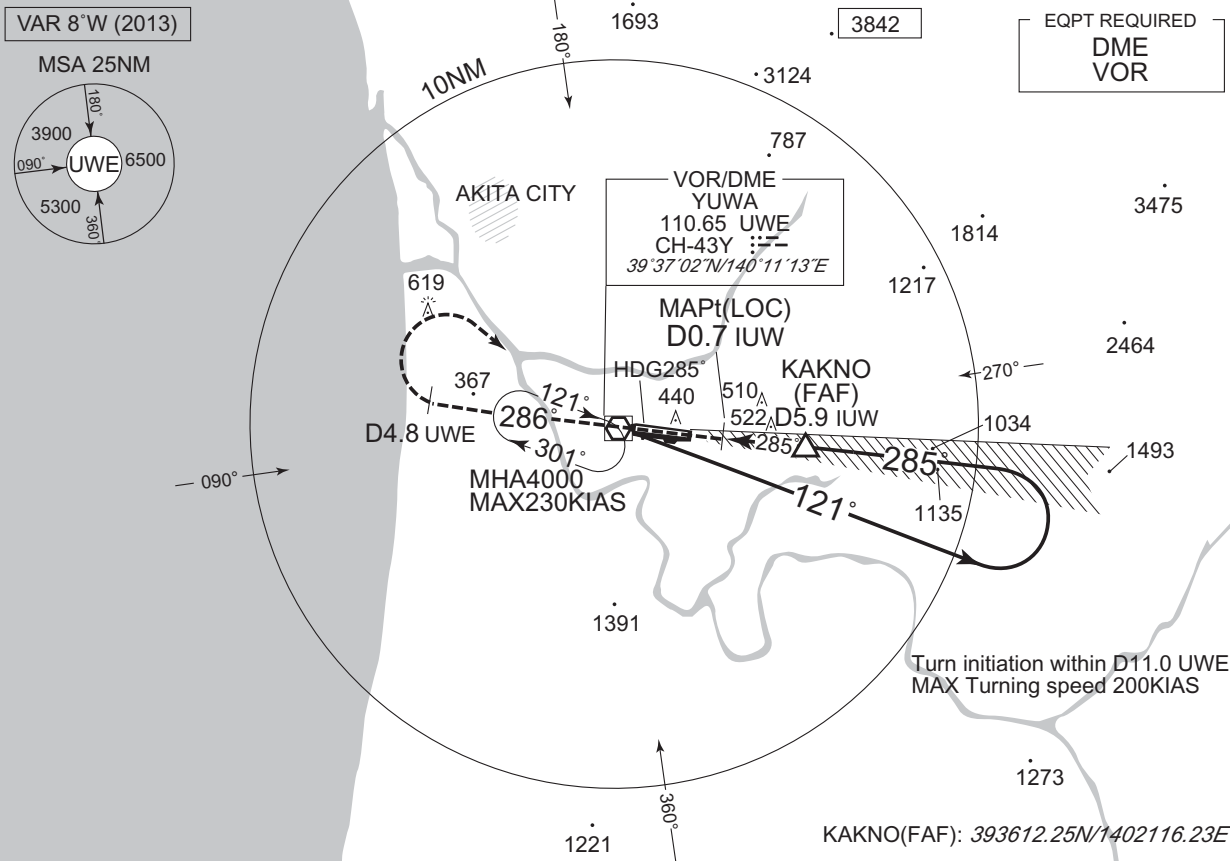 VAR 8°W (2013)
MSA 25NM
180°
3900
090°
UWE
6500
5300
360°
1693
180°
3842
EQPT REQUIRED
DME
VOR
10NM
3124
787
AKITA CITY
VOR/DME
YUWA
110.65 UWE
CH-43Y
39°37´02˝N/140°11´13˝E
3475
1814
1217
619
MAPt(LOC)
D0.7 IUW
2464
HDG285°
KAKNO
(FAF)
D5.9 IUW
270°
367
121°
440
510
522
286°
D4.8 UWE
301°
285°
285°
1034
1493
090°
MHA4000
MAX230KIAS
121°
1135
1391
Turn initiation within D11.0 UWE
MAX Turning speed 200KIAS
360°
1273
1221
KAKNO(FAF): 393612.25N/1402116.23E